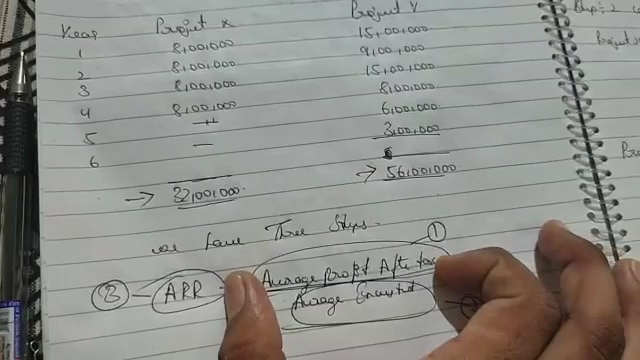 Year Project X Project Y
1 8,00,000 15,00,000
2 8,00,000 9,00,000
3 8,00,000 15,00,000
4 8,00,000 8,00,000
5 — 6,00,000
6 — 3,00,000
→ 32,00,000. → 56,00,000
we have Three Steps.
① 
③ — ARR Average profit After tax
Average
Step: 2